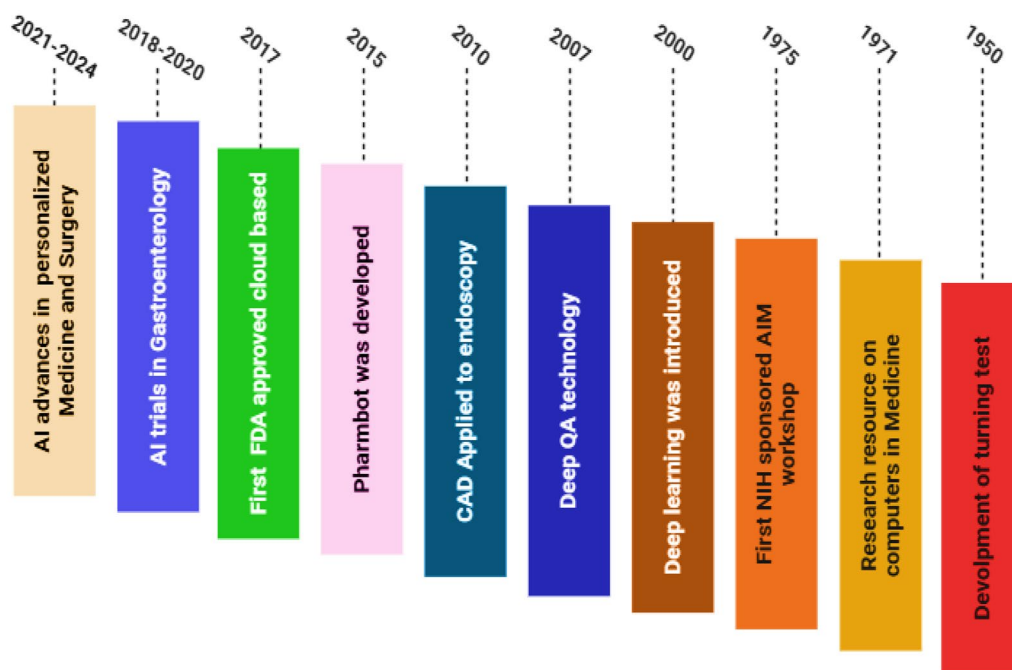 2021-2024
2018-2020
2017
2015
2010
2007
2000
1975
1971
1950
AI advances in personalized
Medicine and Surgery
AI trials in Gastroenterology
First FDA approved cloud based
Pharmbot was developed
CAD Applied to endoscopy
Deep QA technology
Deep learning was introduced
First NIH sponsored AIM
workshop
Research resource on
computers in Medicine
Devolpment of turning test